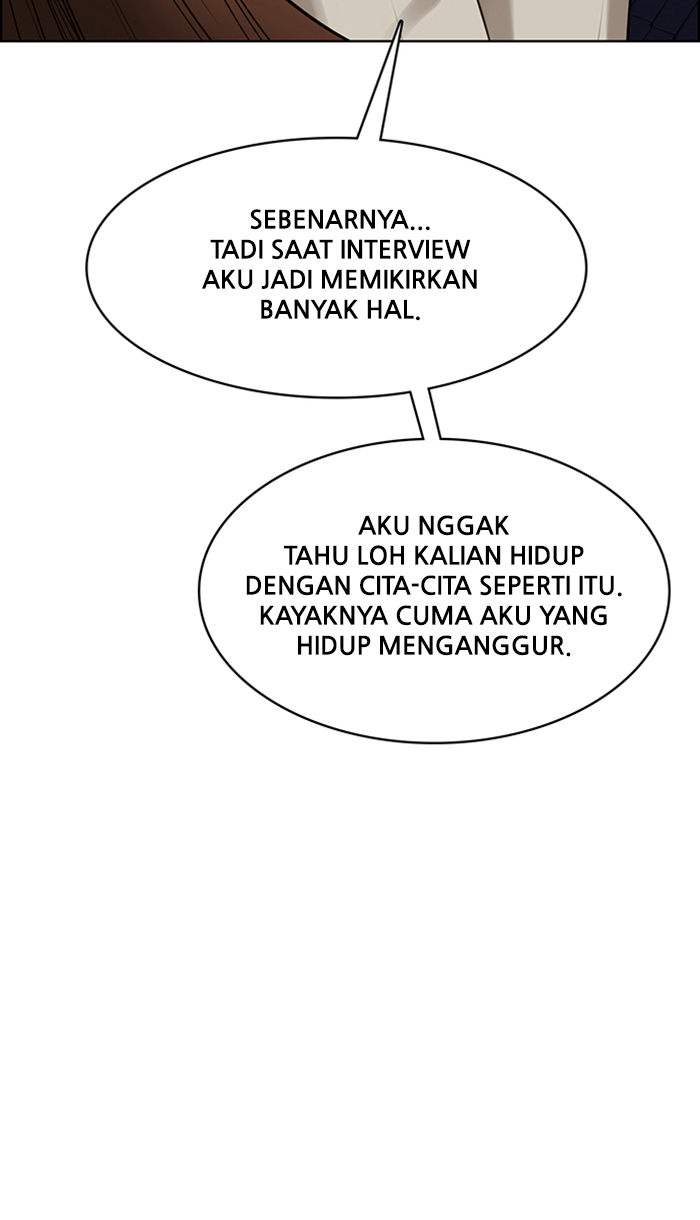 SEBENARNYA...
TADI SAAT INTERVIEW
AKU JADI MEMIKIRKAN
BANYAK HAL.
AKU NGGAK
TAHU LOH KALIAN HIDUP
DENGAN CITA-CITA SEPERTI ITU.
KAYAKNYA CUMA AKU YANG
HIDUP MENGANGGUR.